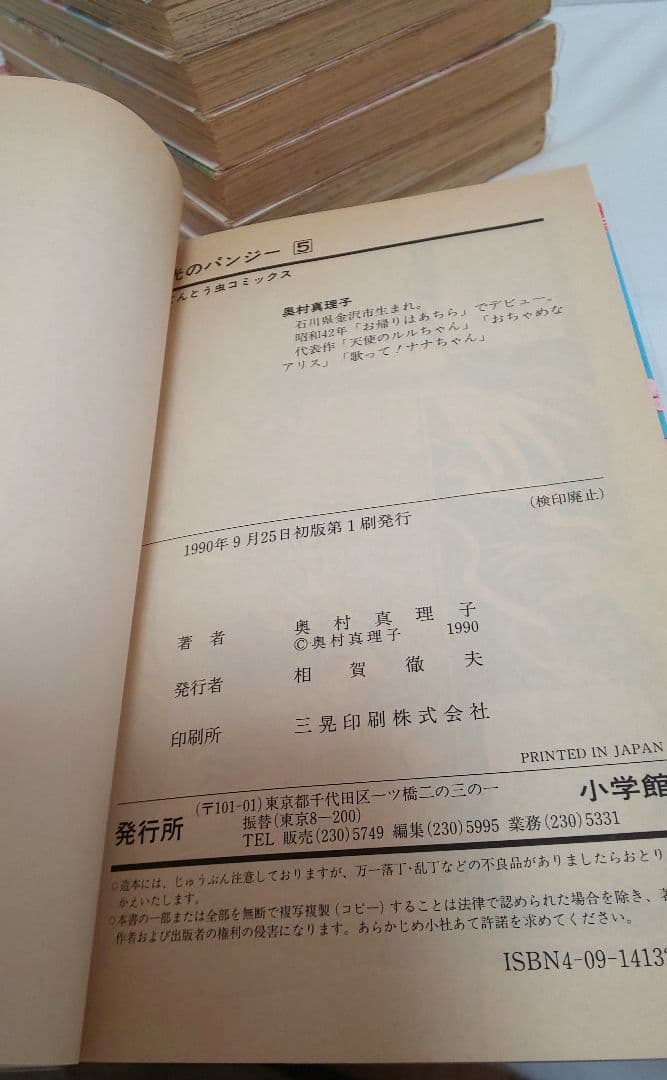 光のパンジー 5
てんとう虫コミックス
奥村真理子
石川県金沢市生まれ。
昭和42年「お帰りはあちら」でデビュー。
代表作「天使のルルちゃん」「おちゃめな
アリス」「歌って!ナナちゃん」
(検印廃止)
1990年9月25日初版第1刷発行
著者 奥村真理子
©奥村真理子 1990
発行者 相賀徹夫
印刷所 三晃印刷株式会社
PRINTED IN JAPAN
発行所 (〒101-01)東京都千代田区一ツ橋二の三の一 小学館
振替(東京8-200)
TEL 販売(230)5749 編集(230)5995 業務(230)5331
○造本には、じゅうぶん注意しておりますが、万一落丁・乱丁などの不良品がありましたらおとり
かえいたします。
○本書の一部または全部を無断で複写複製(コピー)することは法律で認められた場合を除き、著
作者および出版者の権利の侵害になります。あらかじめ小社あて許諾を求めてください。
ISBN4-09-1413